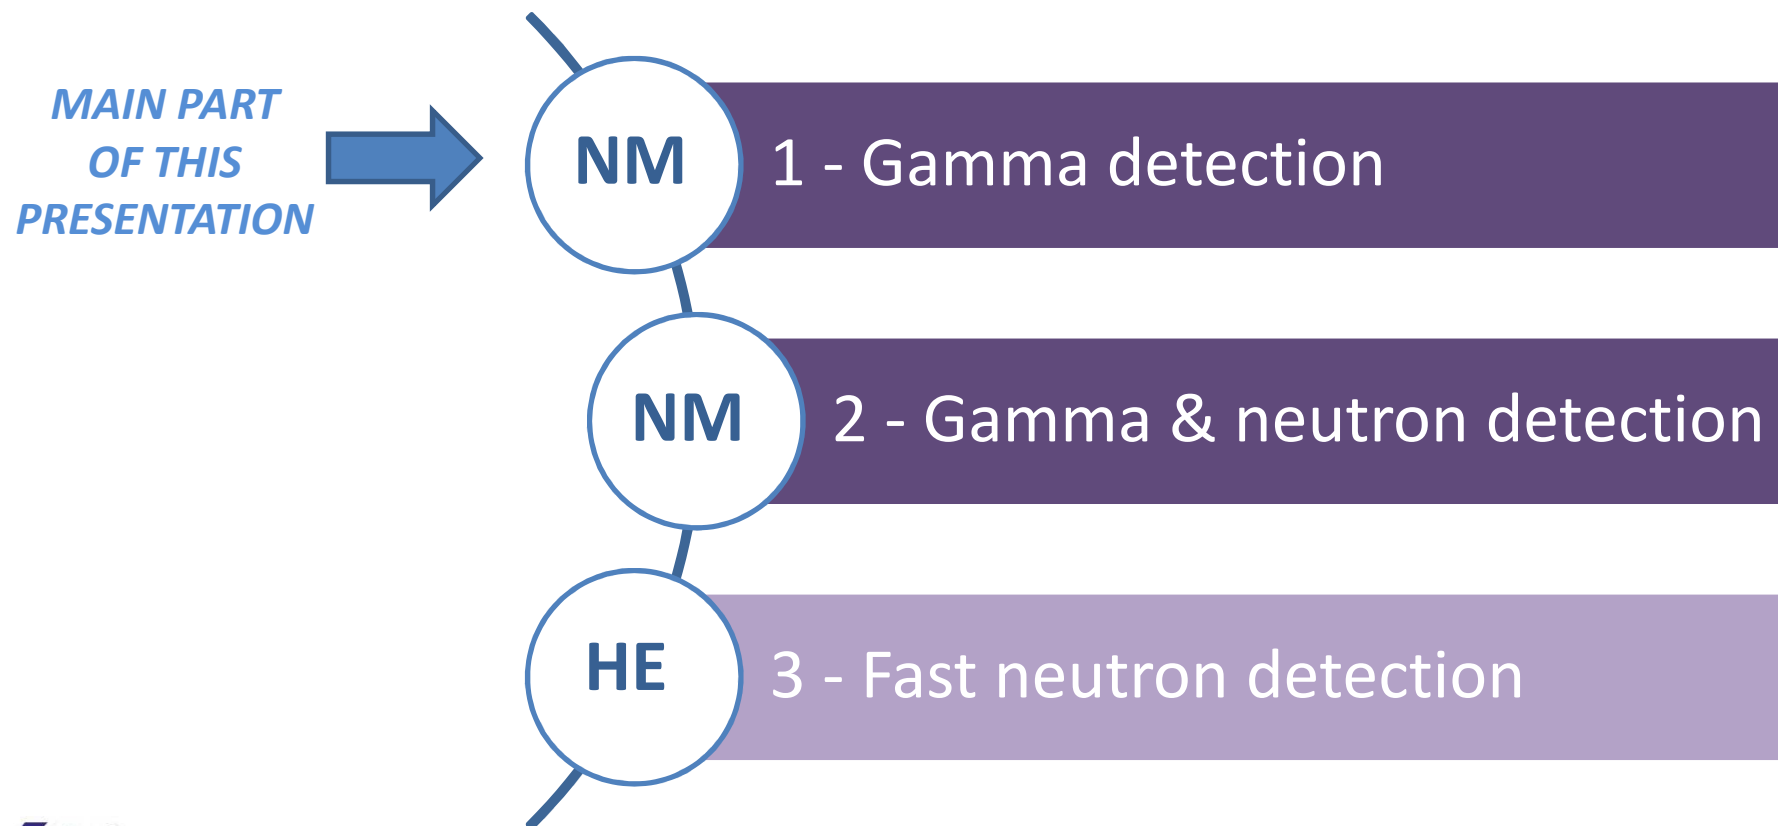 MAIN PART
OF THIS
PRESENTATION
NM
1 - Gamma detection
NM
2 - Gamma & neutron detection
HE
3 - Fast neutron detection